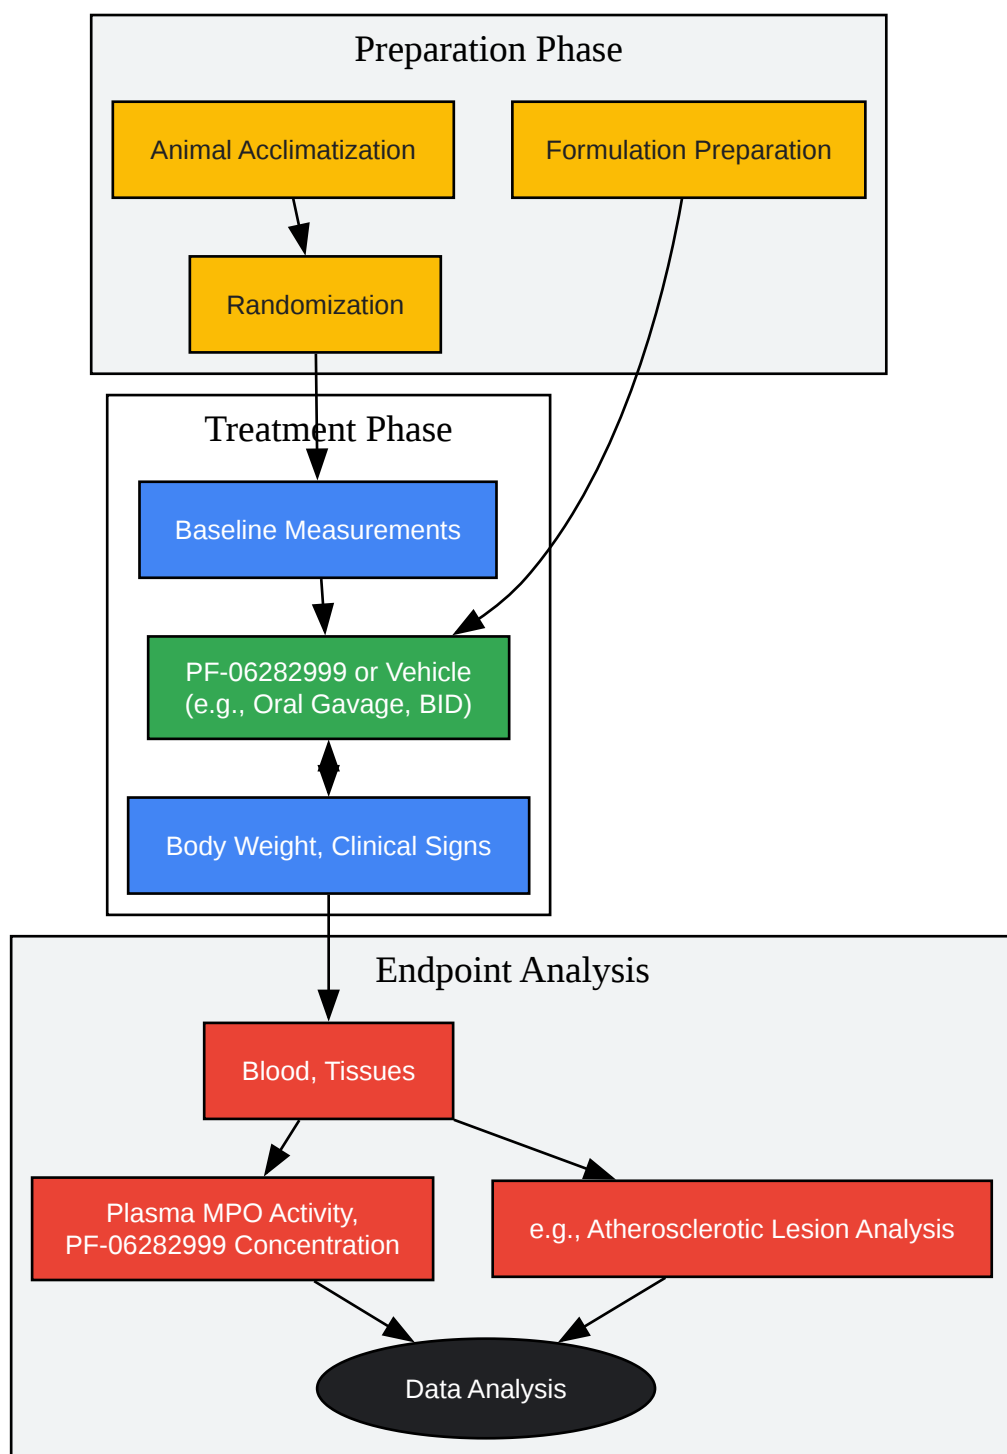 Preparation Phase
Animal Acclimatization
Formulation Preparation
Randomization
Treatment Phase
Baseline Measurements
PF-06282999 or Vehicle
(e.g., Oral Gavage, BID)
Body Weight, Clinical Signs
Endpoint Analysis
Blood, Tissues
Plasma MPO Activity,
PF-06282999 Concentration
e.g., Atherosclerotic Lesion Analysis
Data Analysis